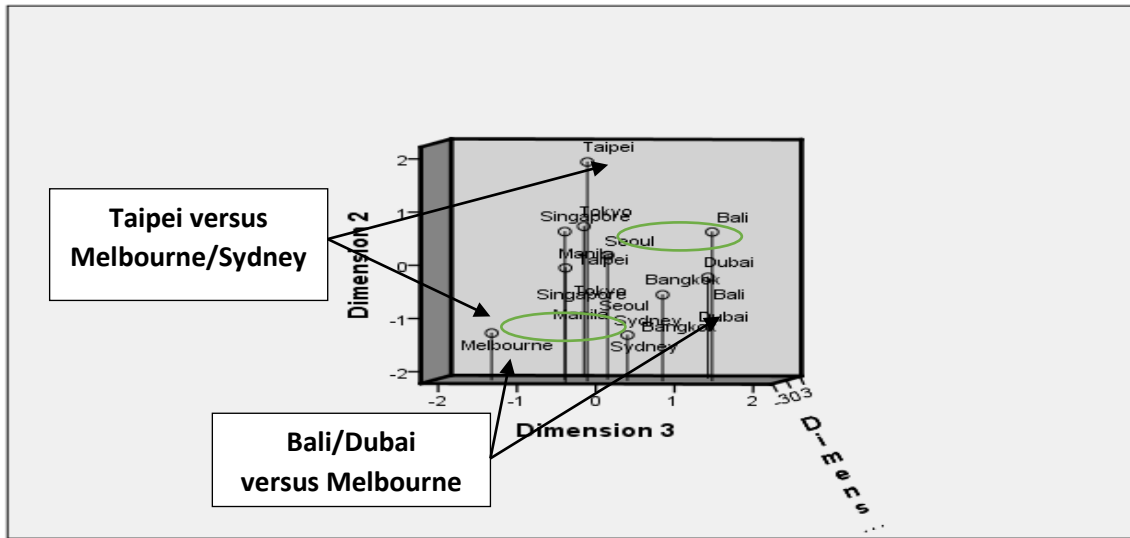 Taipei
2
Taipei versus
Melbourne/Sydney
Dimension 2
1
Singapore
Tokyo
Bali
Seoul
0
Manila
Taipei
Dubai
Bangkok
Tokyo
Singapore
Bali
Seoul
-1
Manila
Sydney
Bangkok
Dubai
Melbourne
Sydney
-2
-2 -1 0 1 2
-303
Dimension 3
Dimens...
Bali/Dubai
versus Melbourne